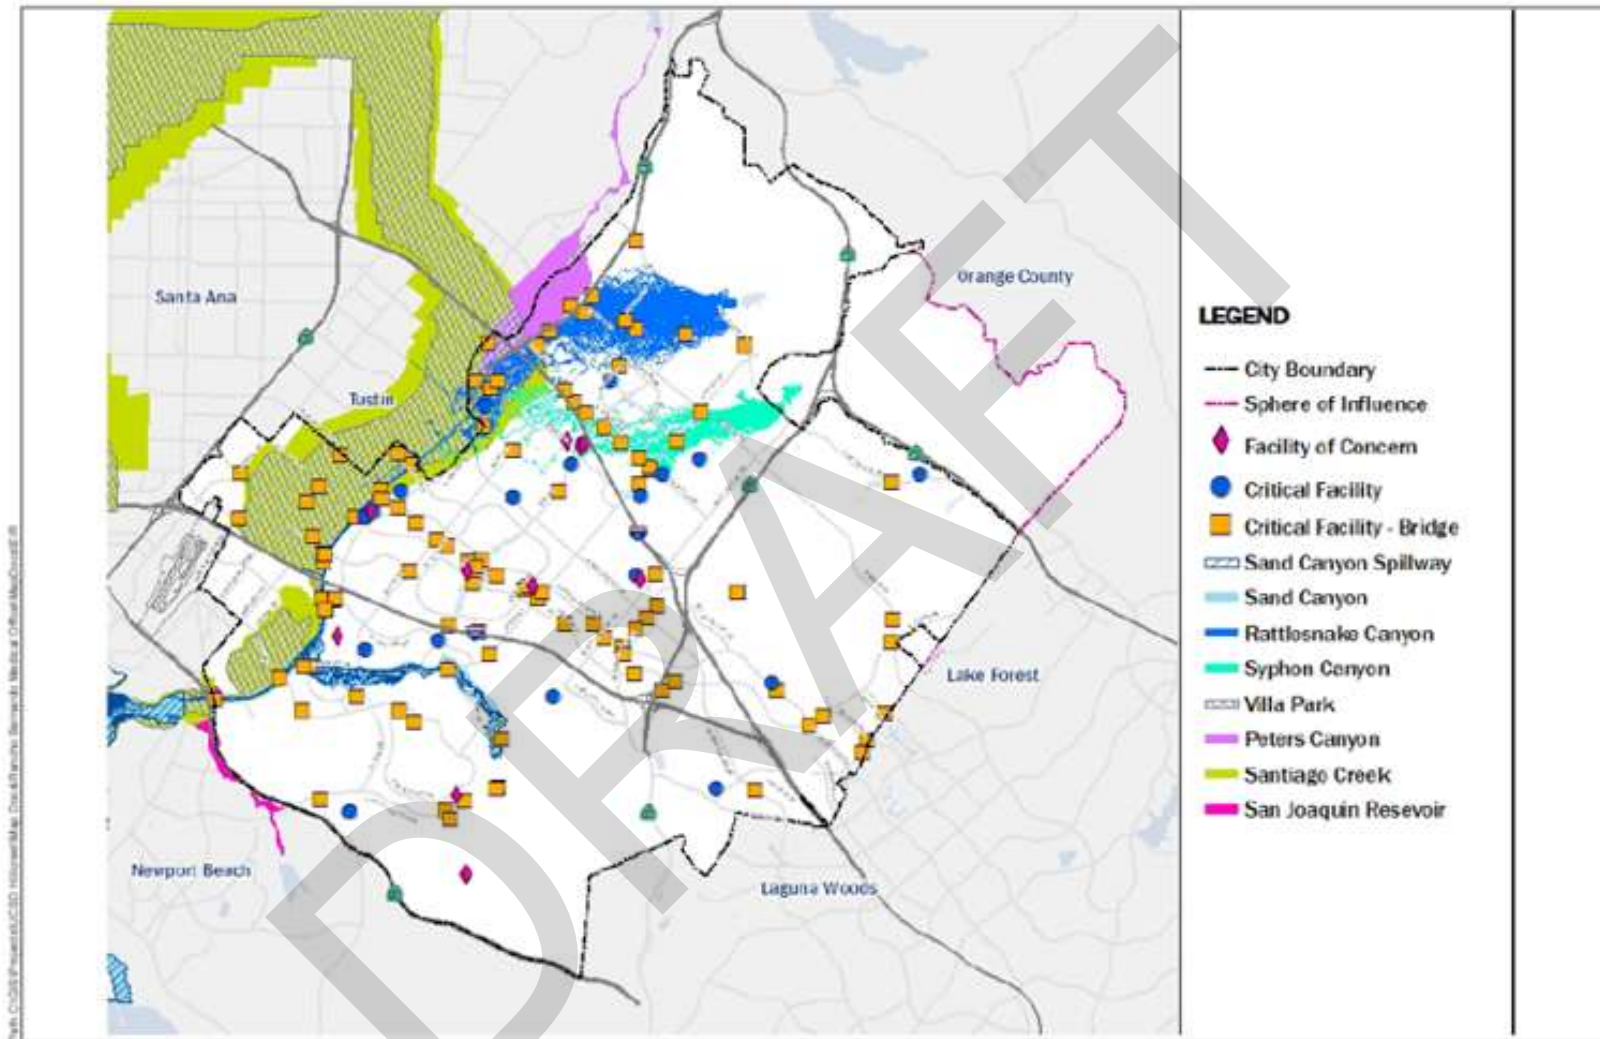 Santa Ana
Orange County
Tustin
Lake Forest
Newport Beach
Laguna Woods
DRAFT
LEGEND
City Boundary
Sphere of Influence
Facility of Concern
Critical Facility
Critical Facility - Bridge
Sand Canyon Spillway
Sand Canyon
Rattlesnake Canyon
Syphon Canyon
Villa Park
Peters Canyon
Santiago Creek
San Joaquin Resevoir